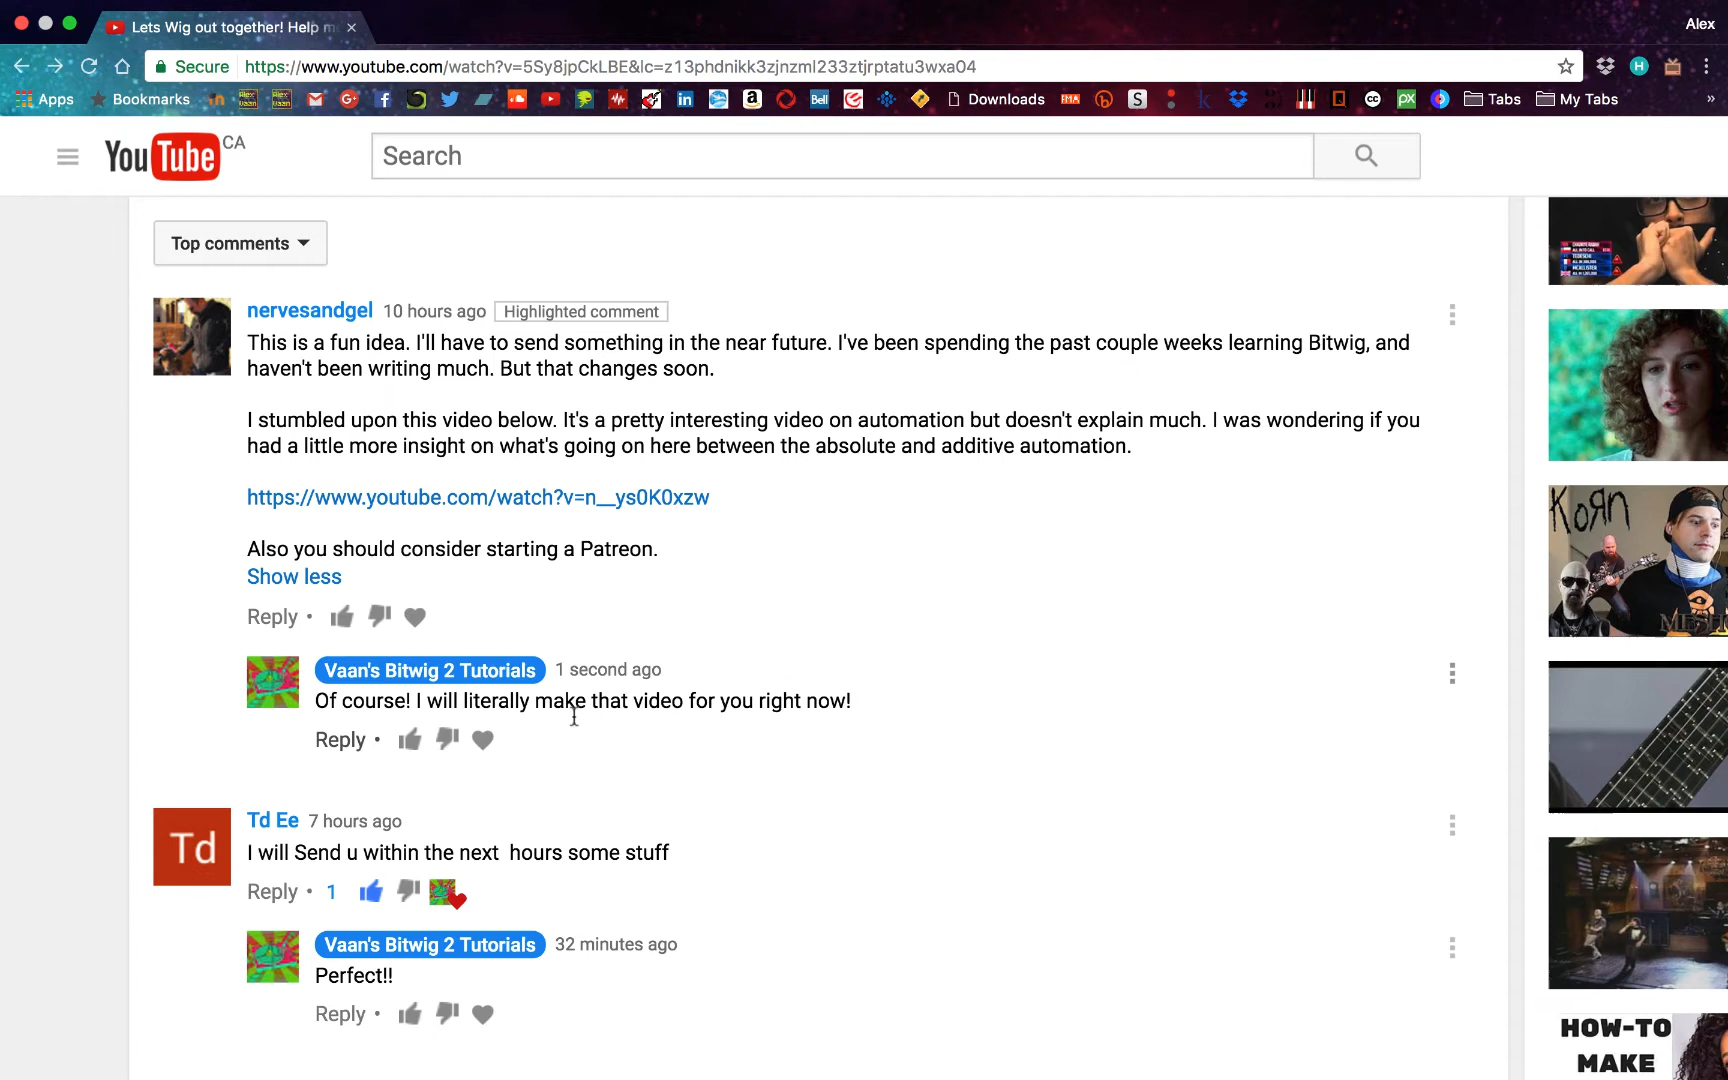 Lets Wig out together! Help m
Alex
Secure https://www.youtube.com/watch?v=5Sy8jpCkLBE&lc=z13phdnikk3zjnzml233ztjrptatu3wxa04
Apps Bookmarks Downloads Tabs My Tabs
YouTube CA
Search
Top comments
nervesandgel 10 hours ago Highlighted comment
This is a fun idea. I'll have to send something in the near future. I've been spending the past couple weeks learning Bitwig, and
haven't been writing much. But that changes soon.
I stumbled upon this video below. It's a pretty interesting video on automation but doesn't explain much. I was wondering if you
had a little more insight on what's going on here between the absolute and additive automation.
https://www.youtube.com/watch?v=n__ys0K0xzw
Also you should consider starting a Patreon.
Show less
Reply •
Vaan's Bitwig 2 Tutorials 1 second ago
Of course! I will literally make that video for you right now!
Reply •
Td
Td Ee 7 hours ago
I will Send u within the next hours some stuff
Reply • 1
Vaan's Bitwig 2 Tutorials 32 minutes ago
Perfect!!
Reply •
KoRn
HOW-TO
MAKE